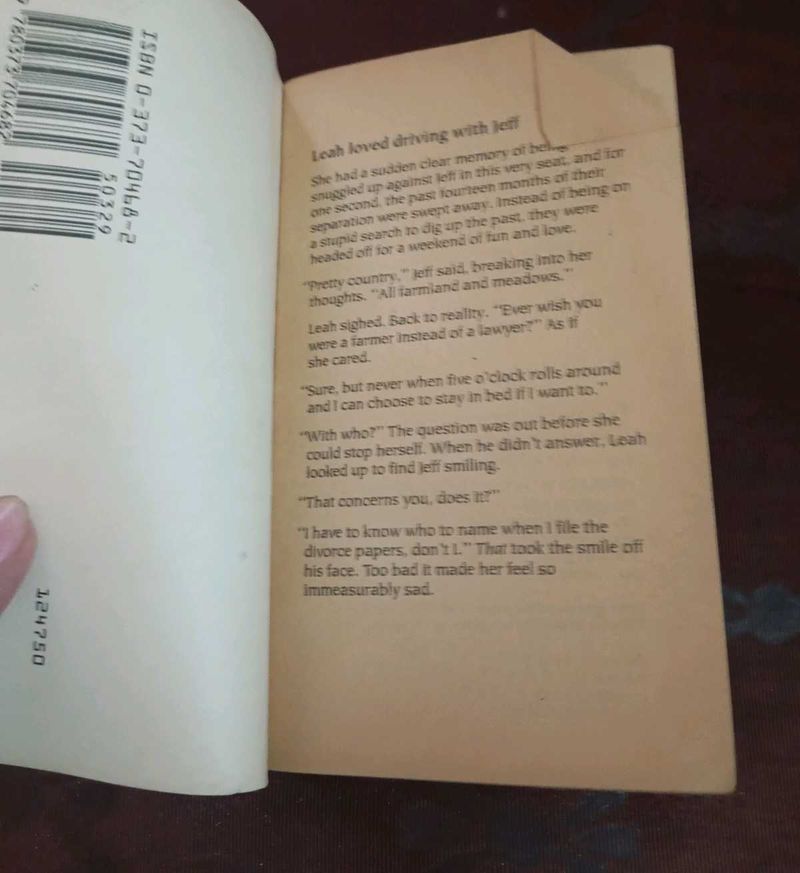 ISBN 0-373-70468-2
50329
9 780373 704682
124750
Leah loved driving with Jeff
She had a sudden clear memory of being
snuggled up against Jeff in this very seat, and for
one second, the past fourteen months of their
separation were swept away. Instead of being on
a stupid search to dig up the past, they were
headed off for a weekend of fun and love.
“Pretty country,” Jeff said, breaking into her
thoughts. “All farmland and meadows.”
Leah sighed. Back to reality. “Ever wish you
were a farmer instead of a lawyer?” As if
she cared.
“Sure, but never when five o’clock rolls around
and I can choose to stay in bed if I want to.”
“With who?” The question was out before she
could stop herself. When he didn’t answer, Leah
looked up to find Jeff smiling.
“That concerns you, does it?”
“I have to know who to name when I file the
divorce papers, don’t I.” That took the smile off
his face. Too bad it made her feel so
immeasurably sad.